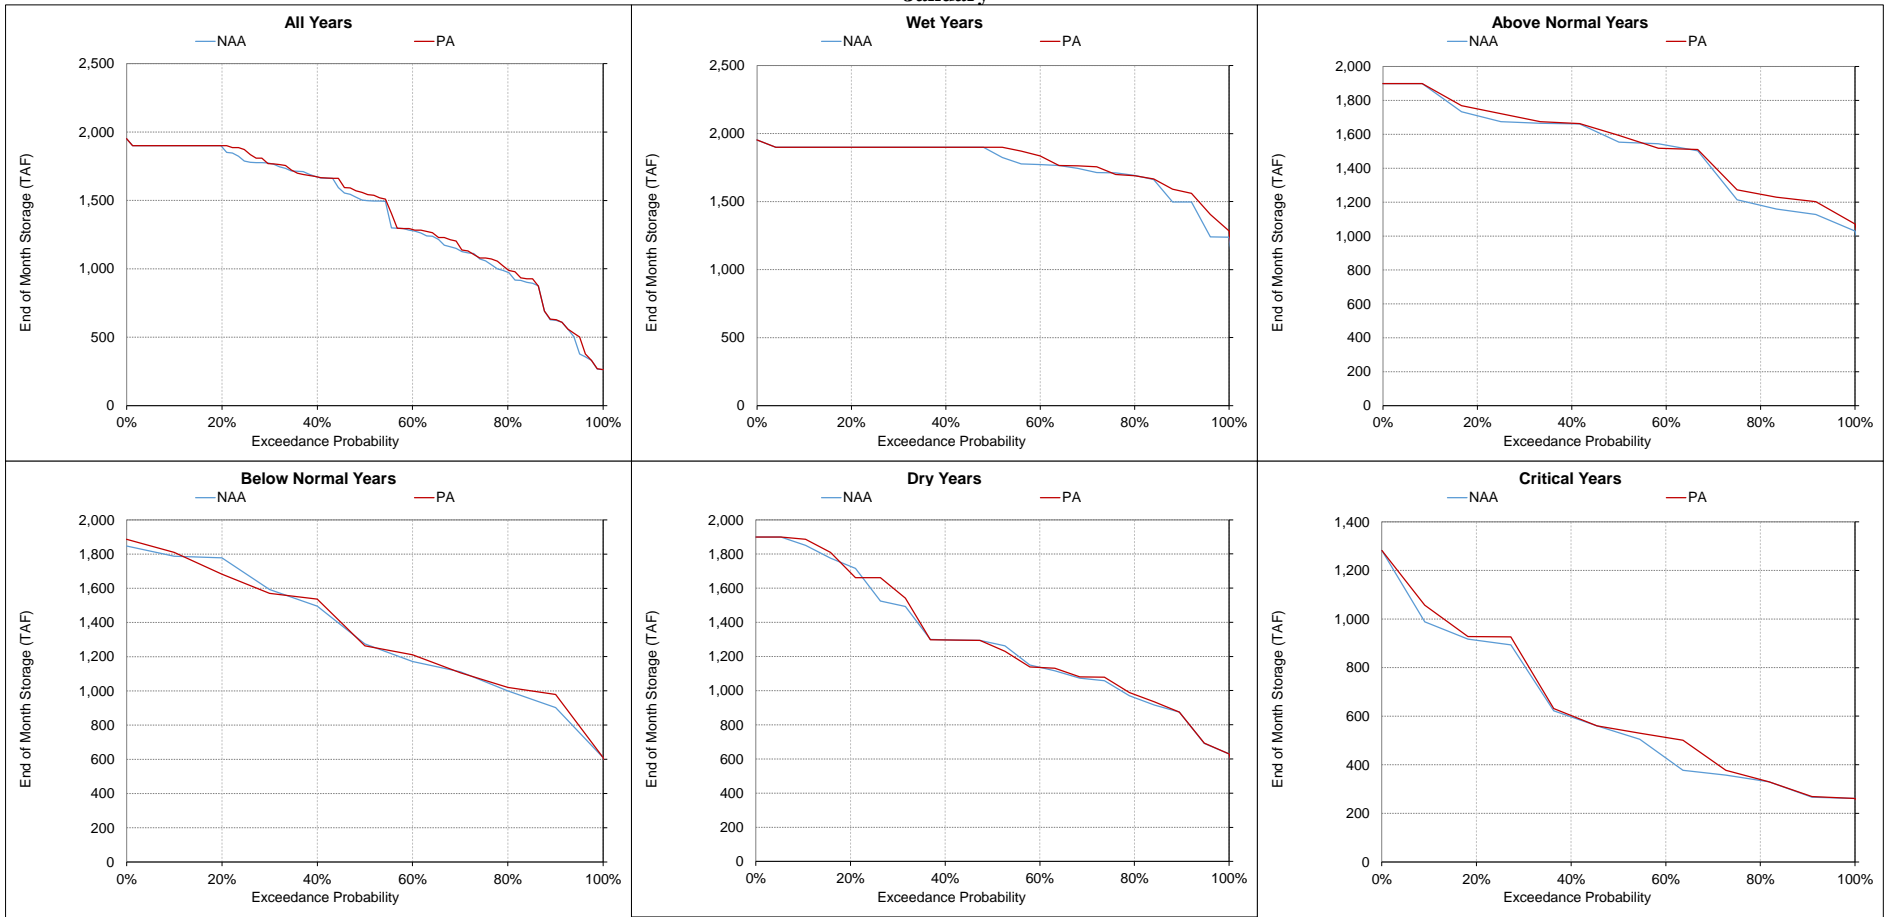 All Years
NAA PA
2,500
2,000
1,500
1,000
500
0
0% 20% 40% 60% 80% 100%
End of Month Storage (TAF)
Exceedance Probability
Wet Years
NAA PA
2,500
2,000
1,500
1,000
500
0
0% 20% 40% 60% 80% 100%
End of Month Storage (TAF)
Exceedance Probability
Above Normal Years
NAA PA
2,000
1,800
1,600
1,400
1,200
1,000
800
600
400
200
0
0% 20% 40% 60% 80% 100%
End of Month Storage (TAF)
Exceedance Probability
Below Normal Years
NAA PA
2,000
1,800
1,600
1,400
1,200
1,000
800
600
400
200
0
0% 20% 40% 60% 80% 100%
End of Month Storage (TAF)
Exceedance Probability
Dry Years
NAA PA
2,000
1,800
1,600
1,400
1,200
1,000
800
600
400
200
0
0% 20% 40% 60% 80% 100%
End of Month Storage (TAF)
Exceedance Probability
Critical Years
NAA PA
1,400
1,200
1,000
800
600
400
200
0
0% 20% 40% 60% 80% 100%
End of Month Storage (TAF)
Exceedance Probability